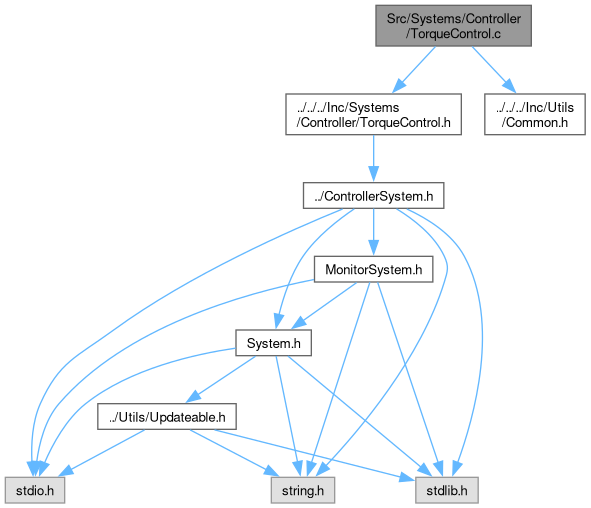 Src/Systems/Controller
/TorqueControl.c
../../../Inc/Systems
/Controller/TorqueControl.h
../../../Inc/Utils
/Common.h
../ControllerSystem.h
MonitorSystem.h
System.h
../Utils/Updateable.h
stdio.h
string.h
stdlib.h